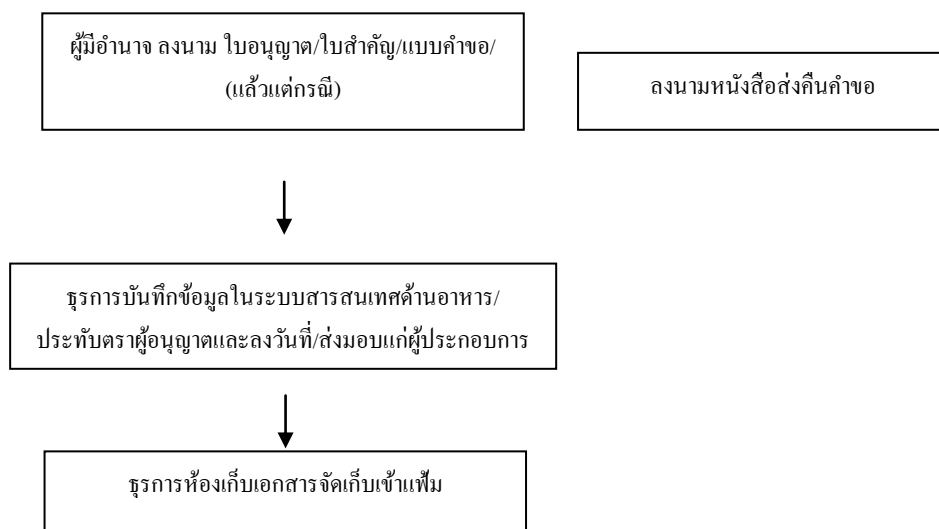 ผู้มีอำนาจ ลงนาม ใบอนุญาต/ใบสำคัญ/แบบคำขอ/
(แล้วแต่กรณี)
ลงนามหนังสือส่งคืนคำขอ
ธุรการบันทึกข้อมูลในระบบสารสนเทศด้านอาหาร/
ประทับตราผู้อนุญาตและลงวันที่/ส่งมอบแก่ผู้ประกอบการ
ธุรการห้องเก็บเอกสารจัดเก็บเข้าแฟ้ม